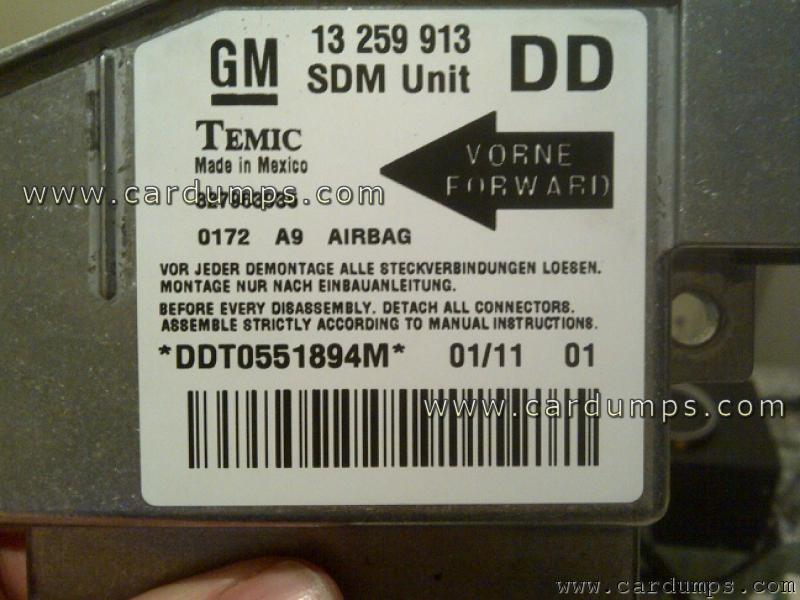 GM 13 259 913 DD
SDM Unit
TEMIC
Made in Mexico
VORNE
FORWARD
www.cardumps.com
0172 A9 AIRBAG
VOR JEDER DEMONTAGE ALLE STECKVERBINDUNGEN LOESEN.
MONTAGE NUR NACH EINBAUANLEITUNG.
BEFORE EVERY DISASSEMBLY. DETACH ALL CONNECTORS.
ASSEMBLE STRICTLY ACCORDING TO MANUAL INSTRUCTIONS.
*DDT0551894M* 01/11 01
www.cardumps.com
www.cardumps.com